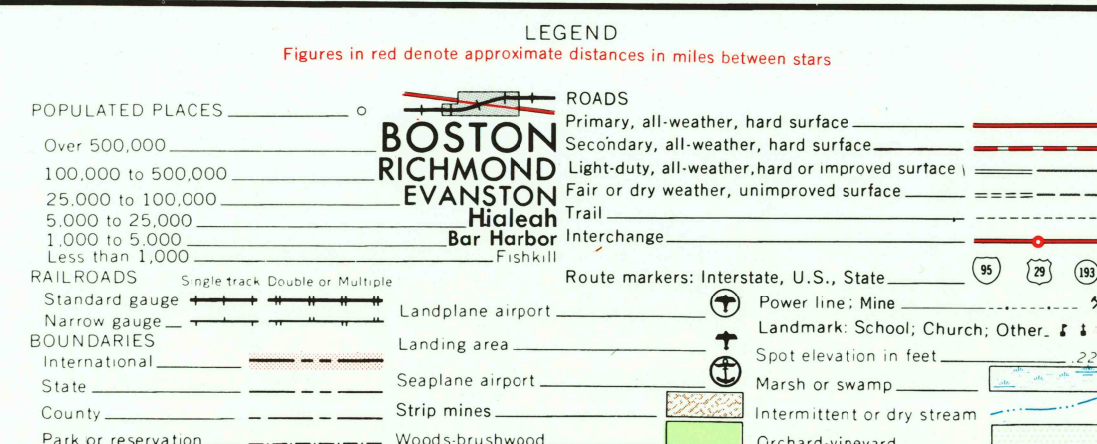 LEGEND
Figures in red denote approximate distances in miles between stars
POPULATED PLACES
Over 500,000 BOSTON
100,000 to 500,000 RICHMOND
25,000 to 100,000 EVANSTON
5,000 to 25,000 Hialeah
1,000 to 5,000 Bar Harbor
Less than 1,000 Fishkill
RAILROADS Single track Double or Multiple
Standard gauge
Narrow gauge
BOUNDARIES
International
State
County
Park or reservation
Landplane airport
Landing area
Seaplane airport
Strip mines
Woods-brushwood
ROADS
Primary, all-weather, hard surface
Secondary, all-weather, hard surface
Light-duty, all-weather, hard or improved surface
Fair or dry weather, unimproved surface
Trail
Interchange
Route markers: Interstate, U.S., State 95 29 193
Power line; Mine
Landmark: School; Church; Other
Spot elevation in feet .22
Marsh or swamp
Intermittent or dry stream
Orchard-vineyard